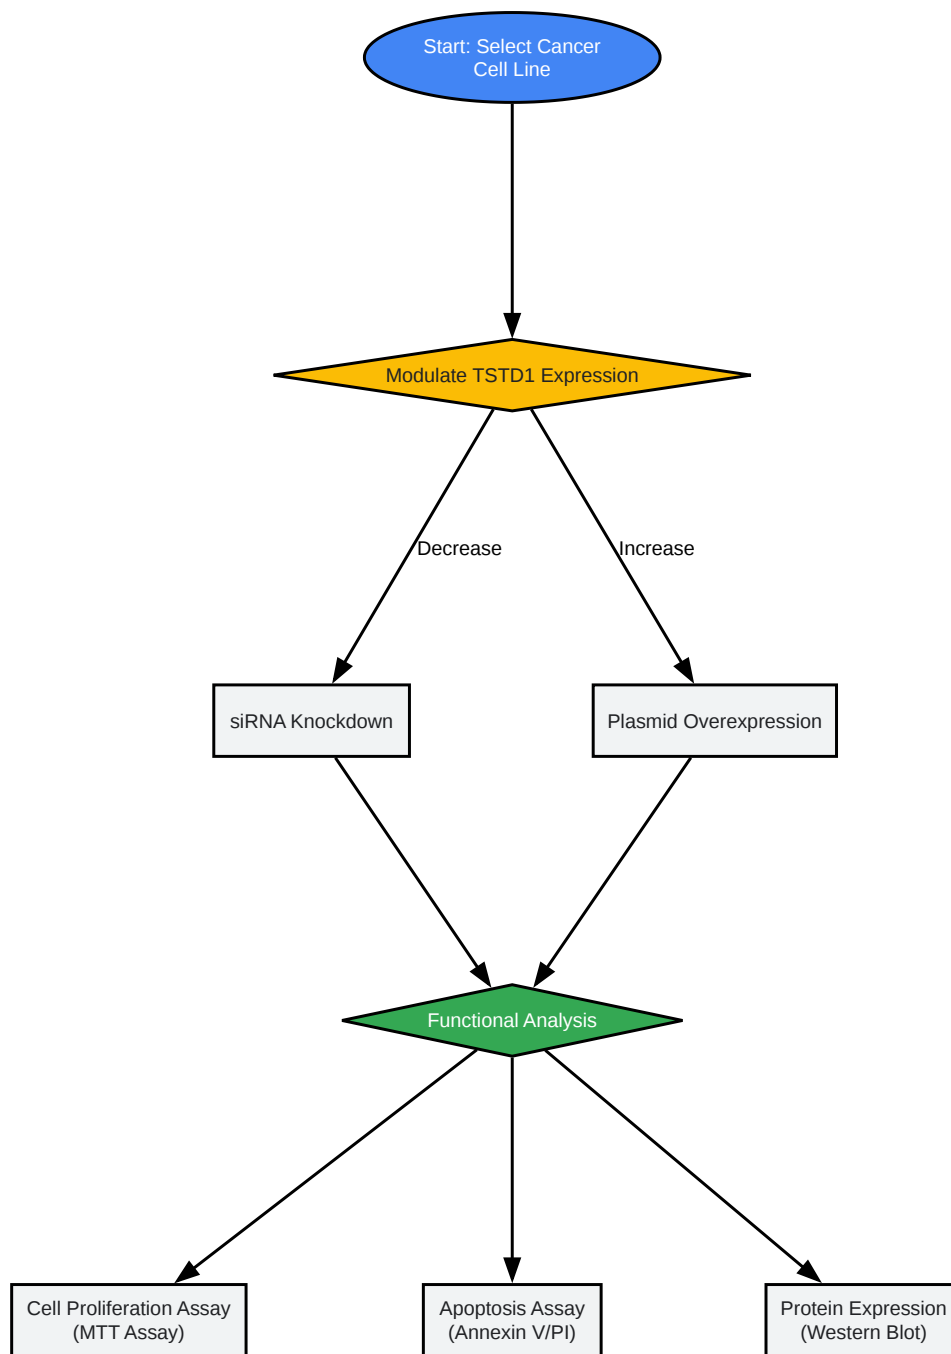 Start: Select Cancer
Cell Line
Modulate TSTD1 Expression
Decrease
Increase
siRNA Knockdown
Plasmid Overexpression
Functional Analysis
Cell Proliferation Assay
(MTT Assay)
Apoptosis Assay
(Annexin V/PI)
Protein Expression
(Western Blot)